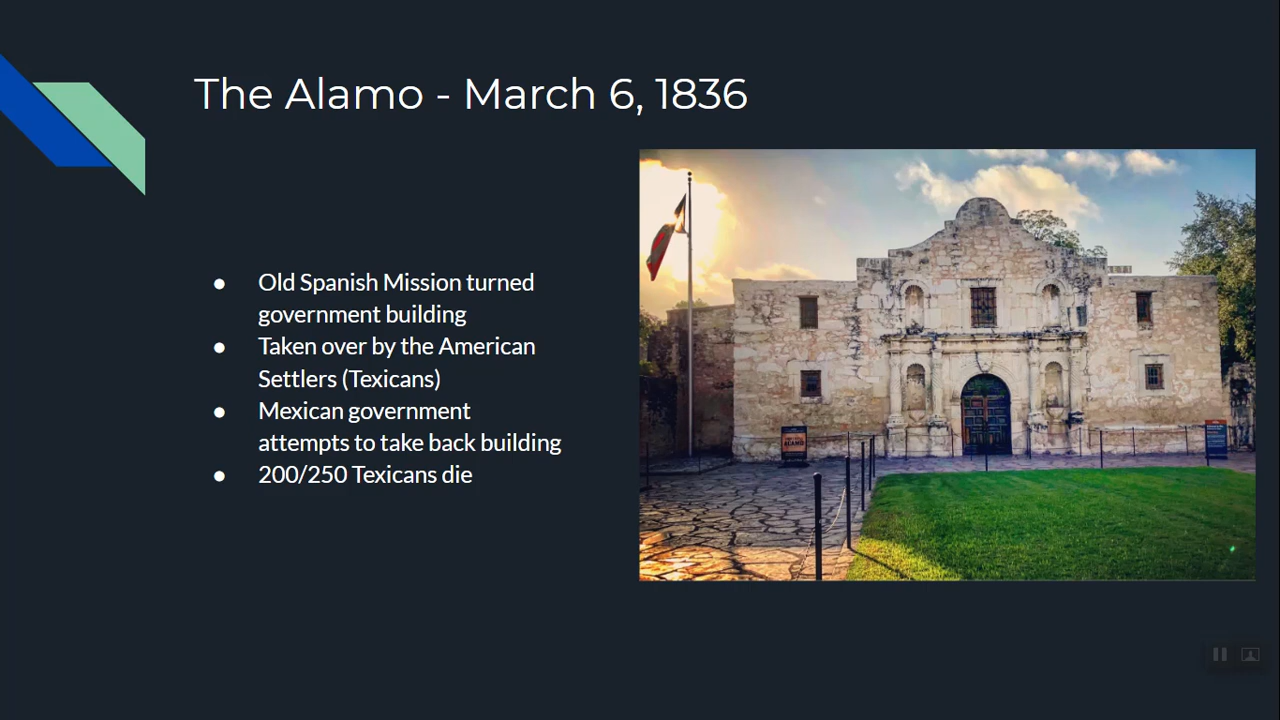 The Alamo - March 6, 1836
● Old Spanish Mission turned
government building
● Taken over by the American
Settlers (Texicans)
● Mexican government
attempts to take back building
● 200/250 Texicans die
ALAMO